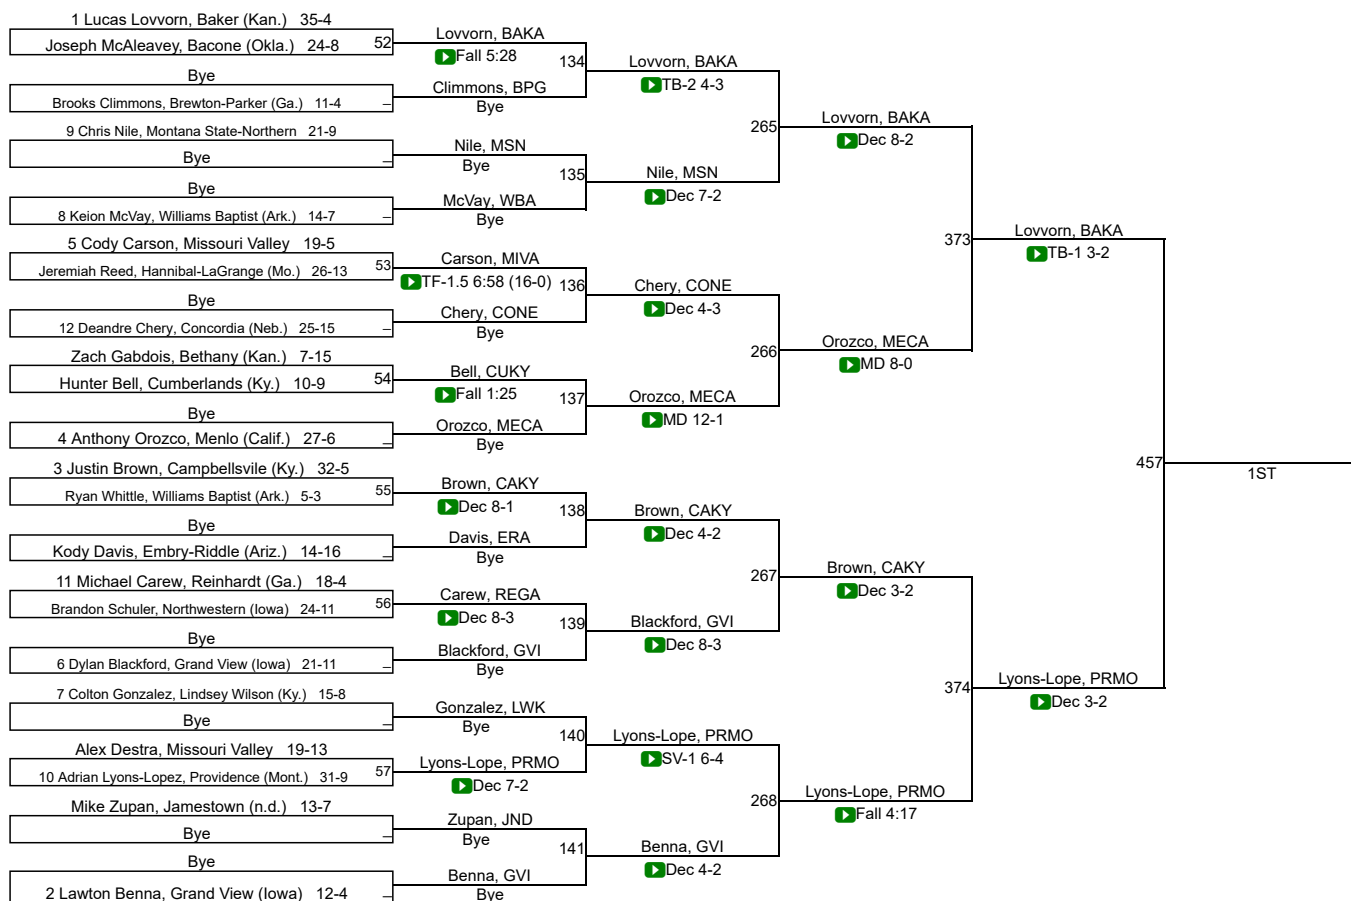 1 Lucas Lovvorn, Baker (Kan.) 35-4
Joseph McAleavey, Bacone (Okla.) 24-8
52
Bye
Brooks Climmons, Brewton-Parker (Ga.) 11-4
9 Chris Nile, Montana State-Northern 21-9
Bye
Bye
8 Keion McVay, Williams Baptist (Ark.) 14-7
5 Cody Carson, Missouri Valley 19-5
Jeremiah Reed, Hannibal-LaGrange (Mo.) 26-13
53
Bye
12 Deandre Chery, Concordia (Neb.) 25-15
Zach Gabdois, Bethany (Kan.) 7-15
Hunter Bell, Cumberlands (Ky.) 10-9
54
Bye
4 Anthony Orozco, Menlo (Calif.) 27-6
3 Justin Brown, Campbellsvile (Ky.) 32-5
Ryan Whittle, Williams Baptist (Ark.) 5-3
55
Bye
Kody Davis, Embry-Riddle (Ariz.) 14-16
11 Michael Carew, Reinhardt (Ga.) 18-4
Brandon Schuler, Northwestern (Iowa) 24-11
56
Bye
6 Dylan Blackford, Grand View (Iowa) 21-11
7 Colton Gonzalez, Lindsey Wilson (Ky.) 15-8
Bye
Alex Destra, Missouri Valley 19-13
10 Adrian Lyons-Lopez, Providence (Mont.) 31-9
57
Mike Zupan, Jamestown (n.d.) 13-7
Bye
Bye
2 Lawton Benna, Grand View (Iowa) 12-4
Lovvorn, BAKA
Fall 5:28
134
Climmons, BPG
Bye
Nile, MSN
Bye
135
McVay, WBA
Bye
Carson, MIVA
TF-1.5 6:58 (16-0)
136
Chery, CONE
Bye
Bell, CUKY
Fall 1:25
137
Orozco, MECA
Bye
Brown, CAKY
Dec 8-1
138
Davis, ERA
Bye
Carew, REGA
Dec 8-3
139
Blackford, GVI
Bye
Gonzalez, LWK
Bye
140
Lyons-Lope, PRMO
Dec 7-2
Zupan, JND
Bye
141
Benna, GVI
Bye
Lovvorn, BAKA
TB-2 4-3
265
Nile, MSN
Dec 7-2
Chery, CONE
Dec 4-3
266
Orozco, MECA
MD 12-1
Brown, CAKY
Dec 4-2
267
Blackford, GVI
Dec 8-3
Lyons-Lope, PRMO
SV-1 6-4
268
Benna, GVI
Dec 4-2
Lovvorn, BAKA
Dec 8-2
373
Orozco, MECA
MD 8-0
Brown, CAKY
Dec 3-2
374
Lyons-Lope, PRMO
Fall 4:17
Lovvorn, BAKA
TB-1 3-2
457
Lyons-Lope, PRMO
Dec 3-2
1ST